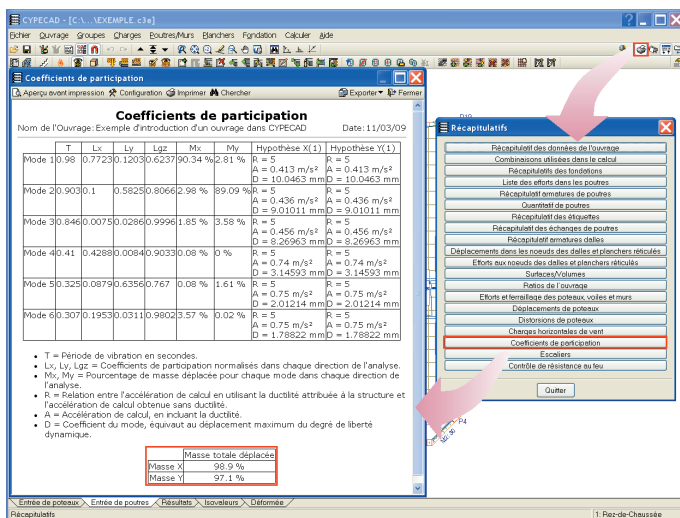 CYPECAD - [C:\...\EXEMPLE.c3e]
Fichier Ouvrage Groupes Charges Poutres/Murs Planchers Fondation Calculer Aide
Coefficients de participation
Aperçu avant impression Configuration Imprimer Chercher Exporter Fermer
Coefficients de participation
Nom de l'Ouvrage: Exemple d'introduction d'un ouvrage dans CYPECAD Date: 11/03/09
T Lx Ly Lgz Mx My Hypothèse X(1) Hypothèse Y(1)
Mode 1 0.98 0.7723 0.1203 0.6237 90.34 % 2.81 % R = 5 R = 5
A = 0.413 m/s² A = 0.413 m/s²
D = 10.0463 mm D = 10.0463 mm
Mode 2 0.903 0.1 0.5825 0.8066 2.98 % 89.09 % R = 5 R = 5
A = 0.436 m/s² A = 0.436 m/s²
D = 9.01011 mm D = 9.01011 mm
Mode 3 0.846 0.0075 0.0286 0.9996 1.85 % 3.58 % R = 5 R = 5
A = 0.456 m/s² A = 0.456 m/s²
D = 8.26963 mm D = 8.26963 mm
Mode 4 0.41 0.4288 0.0084 0.9033 0.08 % 0 % R = 5 R = 5
A = 0.74 m/s² A = 0.74 m/s²
D = 3.14593 mm D = 3.14593 mm
Mode 5 0.325 0.0879 0.6356 0.767 0.08 % 1.61 % R = 5 R = 5
A = 0.75 m/s² A = 0.75 m/s²
D = 2.01214 mm D = 2.01214 mm
Mode 6 0.307 0.1953 0.0311 0.9802 3.57 % 0.02 % R = 5 R = 5
A = 0.75 m/s² A = 0.75 m/s²
D = 1.78822 mm D = 1.78822 mm
• T = Période de vibration en secondes.
• Lx, Ly, Lgz = Coefficients de participation normalisés dans chaque direction de l'analyse.
• Mx, My = Pourcentage de masse déplacée pour chaque mode dans chaque direction de
l'analyse.
• R = Relation entre l'accélération de calcul en utilisant la ductilité attribuée à la structure et
l'accélération de calcul obtenue sans ductilité.
• A = Accélération de calcul, en incluant la ductilité.
• D = Coefficient du mode, équivaut au déplacement maximum du degré de liberté
dynamique.
Masse totale déplacée
Masse X 98.9 %
Masse Y 97.1 %
Récapitulatifs
Récapitulatif des données de l'ouvrage
Combinaisons utilisées dans le calcul
Récapitulatifs des fondations
Liste des efforts dans les poutres
Récapitulatif armatures de poutres
Quantitatif de poutres
Récapitulatif des étiquettes
Récapitulatif des échanges de poutres
Récapitulatif armatures dalles
Déplacements dans les noeuds des dalles et planchers réticulés
Efforts aux noeuds des dalles et planchers réticulés
Surfaces/Volumes
Ratios de l'ouvrage
Efforts et ferraillage des poteaux, voiles et murs
Déplacements de poteaux
Distorsions de poteaux
Charges horizontales de vent
Coefficients de participation
Escaliers
Contrôle de résistance au feu
Quitter
P4
Entrée de poteaux Entrée de poutres Résultats Isovaleurs Déformée
Récapitulatifs 1: Rez-de-Chaussée